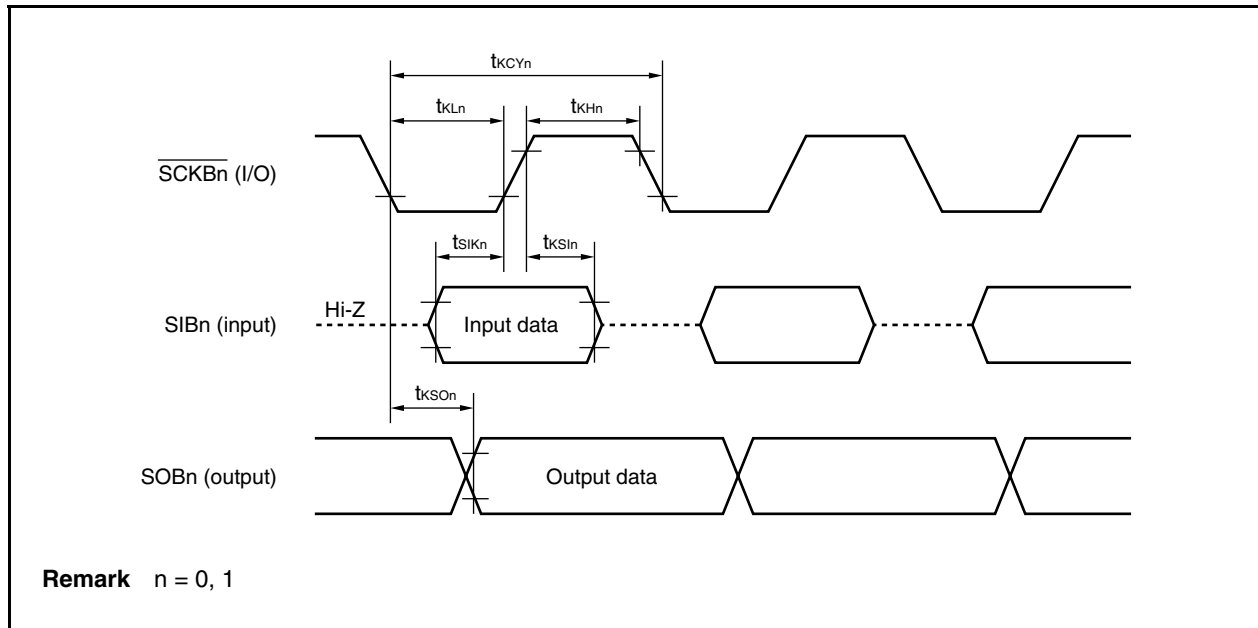 tKCYn
tKLn tKHn
SCKBn (I/O)
tSIKn tKSIn
Hi-Z
SIBn (input) Input data
tKSOn
SOBn (output) Output data
Remark n = 0, 1